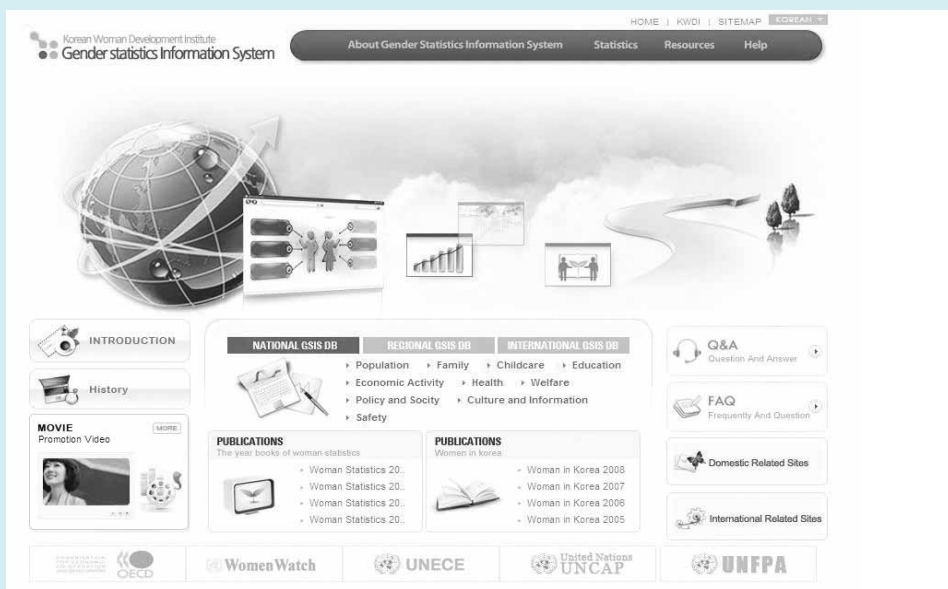 HOME | KWDI | SITEMAP KOREAN
Korean Woman Development Institute
Gender statistics Information System
About Gender Statistics Information System Statistics Resources Help
INTRODUCTION
History
MOVIE MORE
Promotion Video
NATIONAL GSIS DB REGIONAL GSIS DB INTERNATIONAL GSIS DB
Population Family Childcare Education
Economic Activity Health Welfare
Policy and Socity Culture and Information
Safety
PUBLICATIONS
The year books of woman statistics
Woman Statistics 20..
Woman Statistics 20..
Woman Statistics 20..
Woman Statistics 20..
PUBLICATIONS
Women in korea
Woman in Korea 2008
Woman in Korea 2007
Woman in Korea 2006
Woman in Korea 2005
Q&A
Question And Answer
FAQ
Frequently And Question
Domestic Related Sites
International Related Sites
OECD
WomenWatch
UNECE
United Nations
UNCAP
UNFPA